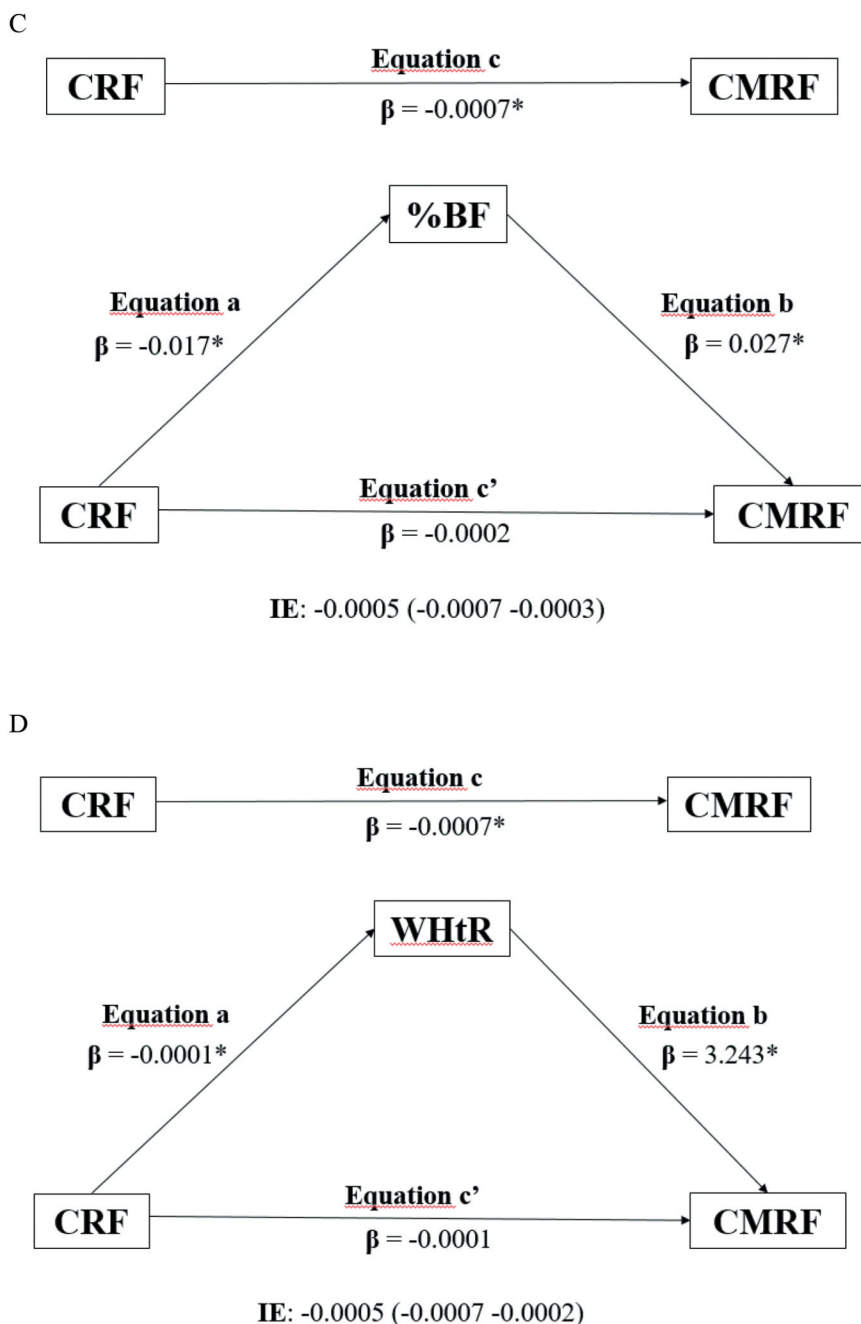 C
Equation c
CRF
CMRF
β = -0.0007*
%BF
Equation a
Equation b
β = -0.017*
β = 0.027*
Equation c’
CRF
CMRF
β = -0.0002
IE: -0.0005 (-0.0007 -0.0003)
D
Equation c
CRF
CMRF
β = -0.0007*
WHtR
Equation a
Equation b
β = -0.0001*
β = 3.243*
Equation c’
CRF
CMRF
β = -0.0001
IE: -0.0005 (-0.0007 -0.0002)